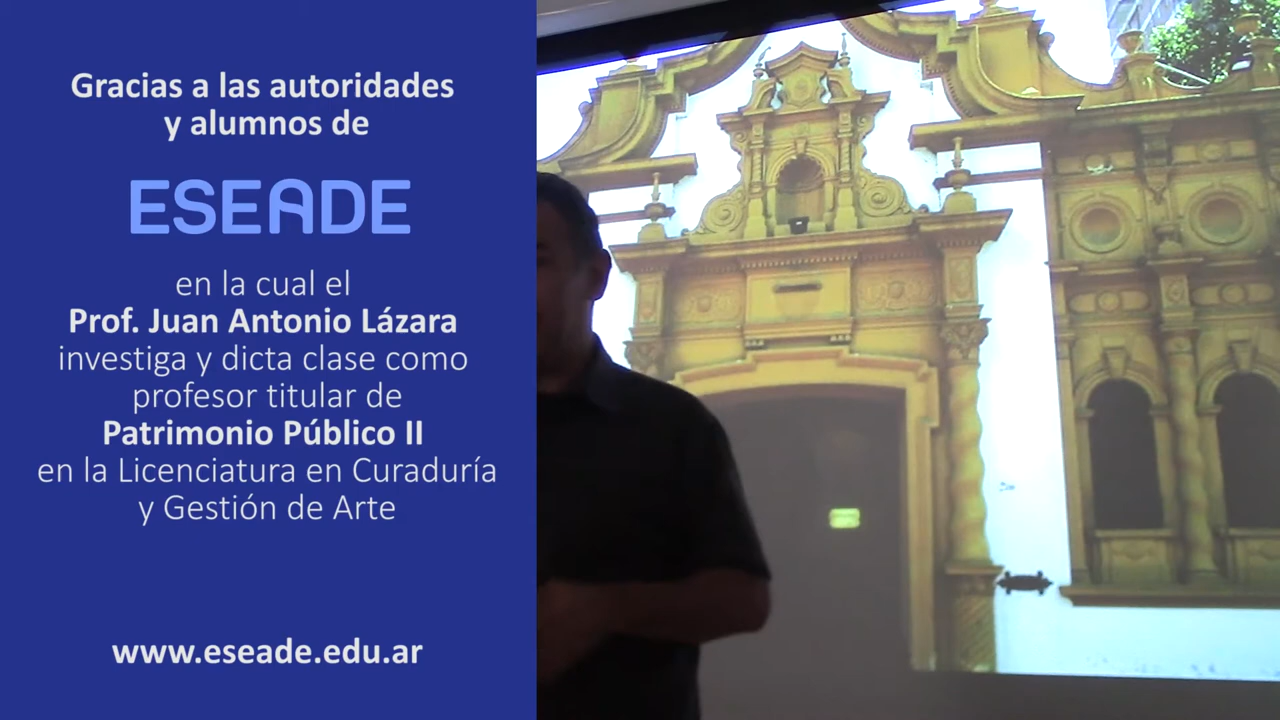 Gracias a las autoridades
y alumnos de
ESEADE
en la cual el
Prof. Juan Antonio Lázara
investiga y dicta clase como
profesor titular de
Patrimonio Público II
en la Licenciatura en Curaduría
y Gestión de Arte
www.eseade.edu.ar